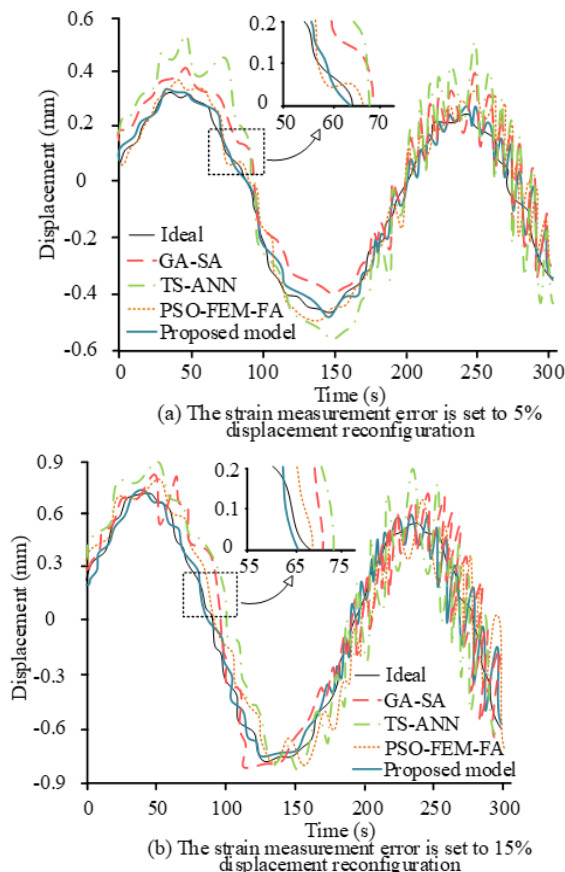 0.6
0.4
0.2
0
-0.2
-0.4
-0.6
Displacement (mm)
0.2
0.1
0
50 60 70
Ideal
GA-SA
TS-ANN
PSO-FEM-FA
Proposed model
0 50 100 150 200 250 300
Time (s)
(a) The strain measurement error is set to 5%
displacement reconfiguration
0.9
0.6
0.3
0
-0.3
-0.6
-0.9
Displacement (mm)
0.2
0.1
0
55 65 75
Ideal
GA-SA
TS-ANN
PSO-FEM-FA
Proposed model
0 50 100 150 200 250 300
Time (s)
(b) The strain measurement error is set to 15%
displacement reconfiguration